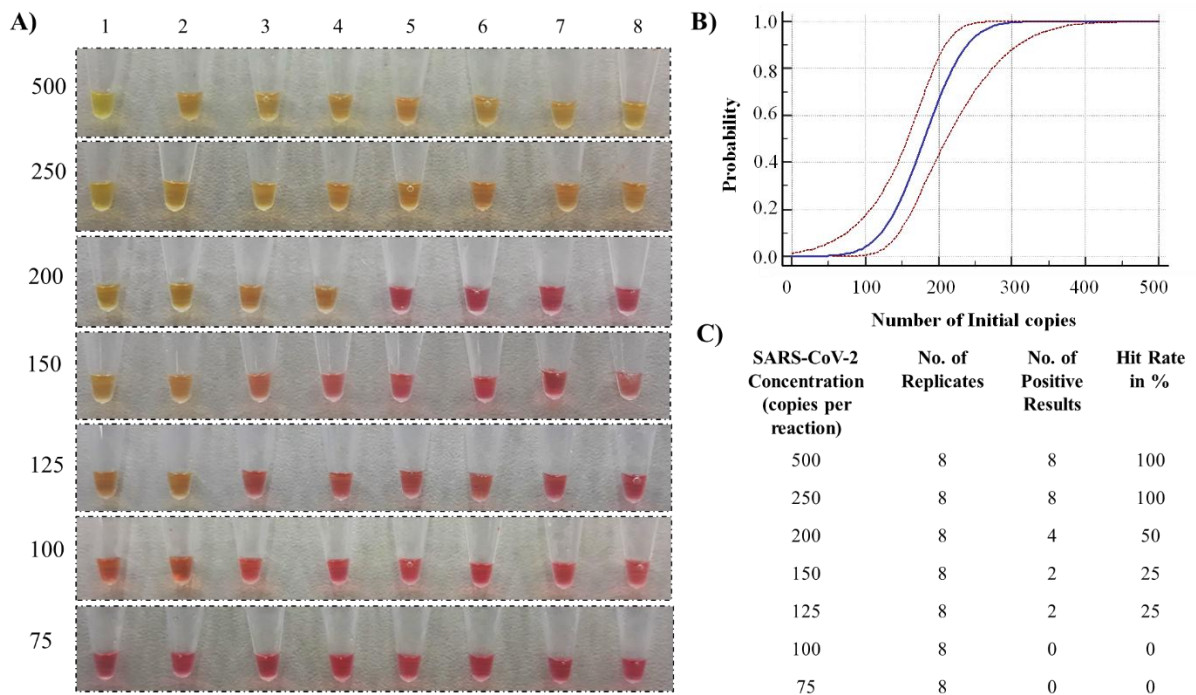 A)
1 2 3 4 5 6 7 8
500
250
200
150
125
100
75
B)
Probability
1.0
0.8
0.6
0.4
0.2
0.0
0 100 200 300 400 500
Number of Initial copies
C)
SARS-CoV-2 No. of No. of Hit Rate
Concentration Replicates Positive in %
(copies per Results
reaction)
500 8 8 100
250 8 8 100
200 8 4 50
150 8 2 25
125 8 2 25
100 8 0 0
75 8 0 0